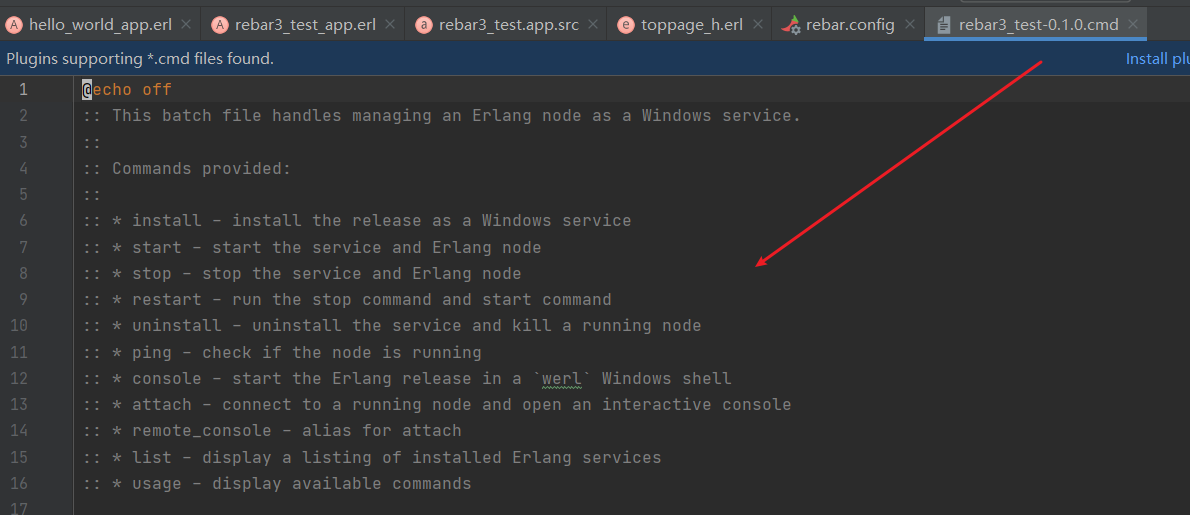 hello_world_app.erl rebar3_test_app.erl rebar3_test.app.src toppage_h.erl rebar.config rebar3_test-0.1.0.cmd
Plugins supporting *.cmd files found. Install plu
1 @echo off
2 :: This batch file handles managing an Erlang node as a Windows service.
3 ::
4 :: Commands provided:
5 ::
6 :: * install - install the release as a Windows service
7 :: * start - start the service and Erlang node
8 :: * stop - stop the service and Erlang node
9 :: * restart - run the stop command and start command
10 :: * uninstall - uninstall the service and kill a running node
11 :: * ping - check if the node is running
12 :: * console - start the Erlang release in a `werl` Windows shell
13 :: * attach - connect to a running node and open an interactive console
14 :: * remote_console - alias for attach
15 :: * list - display a listing of installed Erlang services
16 :: * usage - display available commands
17